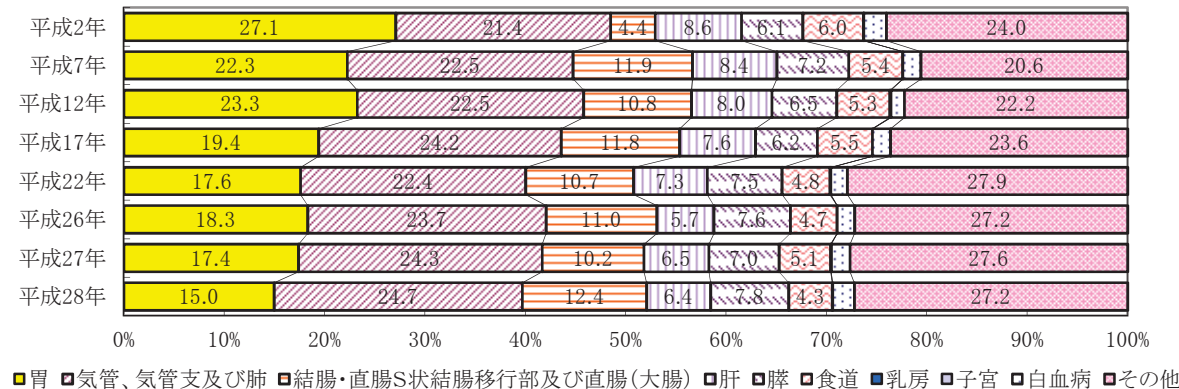 平成2年 27.1 21.4 4.4 8.6 6.1 6.0 24.0
平成7年 22.3 22.5 11.9 8.4 7.2 5.4 20.6
平成12年 23.3 22.5 10.8 8.0 6.5 5.3 22.2
平成17年 19.4 24.2 11.8 7.6 6.2 5.5 23.6
平成22年 17.6 22.4 10.7 7.3 7.5 4.8 27.9
平成26年 18.3 23.7 11.0 5.7 7.6 4.7 27.2
平成27年 17.4 24.3 10.2 6.5 7.0 5.1 27.6
平成28年 15.0 24.7 12.4 6.4 7.8 4.3 27.2
0% 10% 20% 30% 40% 50% 60% 70% 80% 90% 100%
胃 気管、気管支及び肺 結腸・直腸S状結腸移行部及び直腸(大腸) 肝 膵 食道 乳房 子宮 白血病 その他